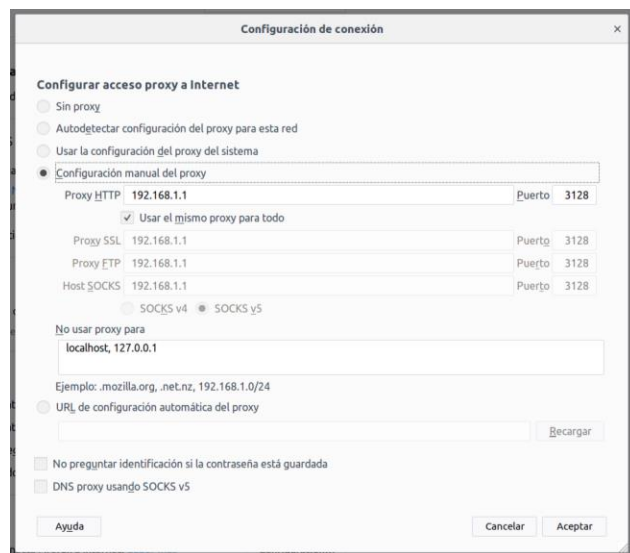 Configuración de conexión
×
Configurar acceso proxy a Internet
Sin proxy
Autodetectar configuración del proxy para esta red
Usar la configuración del proxy del sistema
Configuración manual del proxy
Proxy HTTP 192.168.1.1 Puerto 3128
Usar el mismo proxy para todo
Proxy SSL 192.168.1.1 Puerto 3128
Proxy FTP 192.168.1.1 Puerto 3128
Host SOCKS 192.168.1.1 Puerto 3128
SOCKS v4 SOCKS v5
No usar proxy para
localhost, 127.0.0.1
Ejemplo: .mozilla.org, .net.nz, 192.168.1.0/24
URL de configuración automática del proxy
Recargar
No preguntar identificación si la contraseña está guardada
DNS proxy usando SOCKS v5
Ayuda Cancelar Aceptar